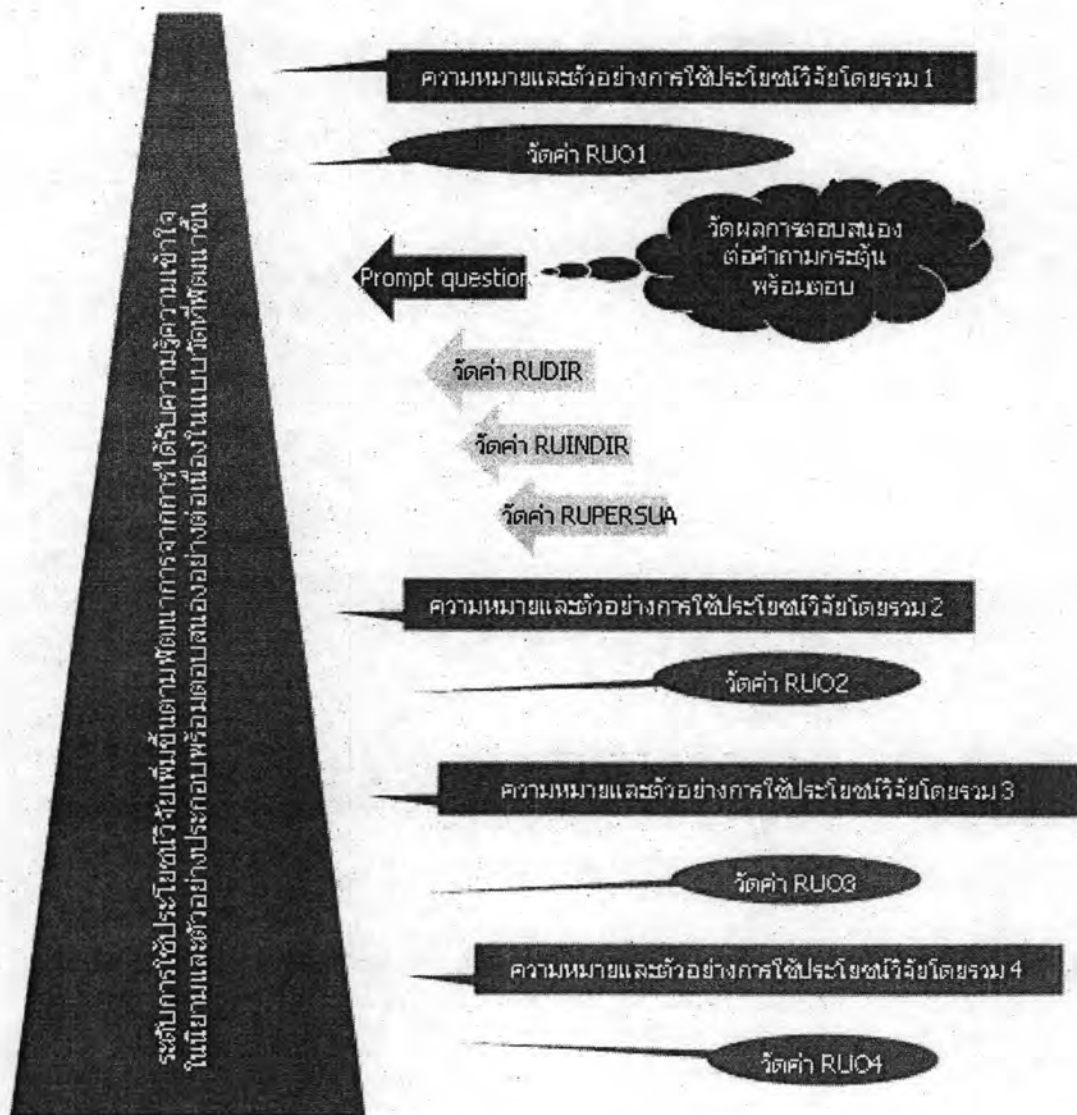 ความหมายและตัวอย่างการใช้ประโยชน์วิจัยโดยรวม 1
วัดค่า RUO1
วัดผลการตอบสนอง
ต่อคำถามกระตุ้น
พร้อมตอบ
Prompt question
วัดค่า RUDIR
วัดค่า RUINDIR
วัดค่า RUPERSUA
ความหมายและตัวอย่างการใช้ประโยชน์วิจัยโดยรวม 2
วัดค่า RUO2
ความหมายและตัวอย่างการใช้ประโยชน์วิจัยโดยรวม 3
วัดค่า RUO3
ความหมายและตัวอย่างการใช้ประโยชน์วิจัยโดยรวม 4
วัดค่า RUO4
ระดับการใช้ประโยชน์วิจัยเพิ่มขึ้นตามพัฒนาการจากการได้รับความรู้ความเข้าใจ
ในนิยามและตัวอย่างประกอบพร้อมตอบสนองอย่างต่อเนื่องในแบบวัดที่พัฒนาขึ้น